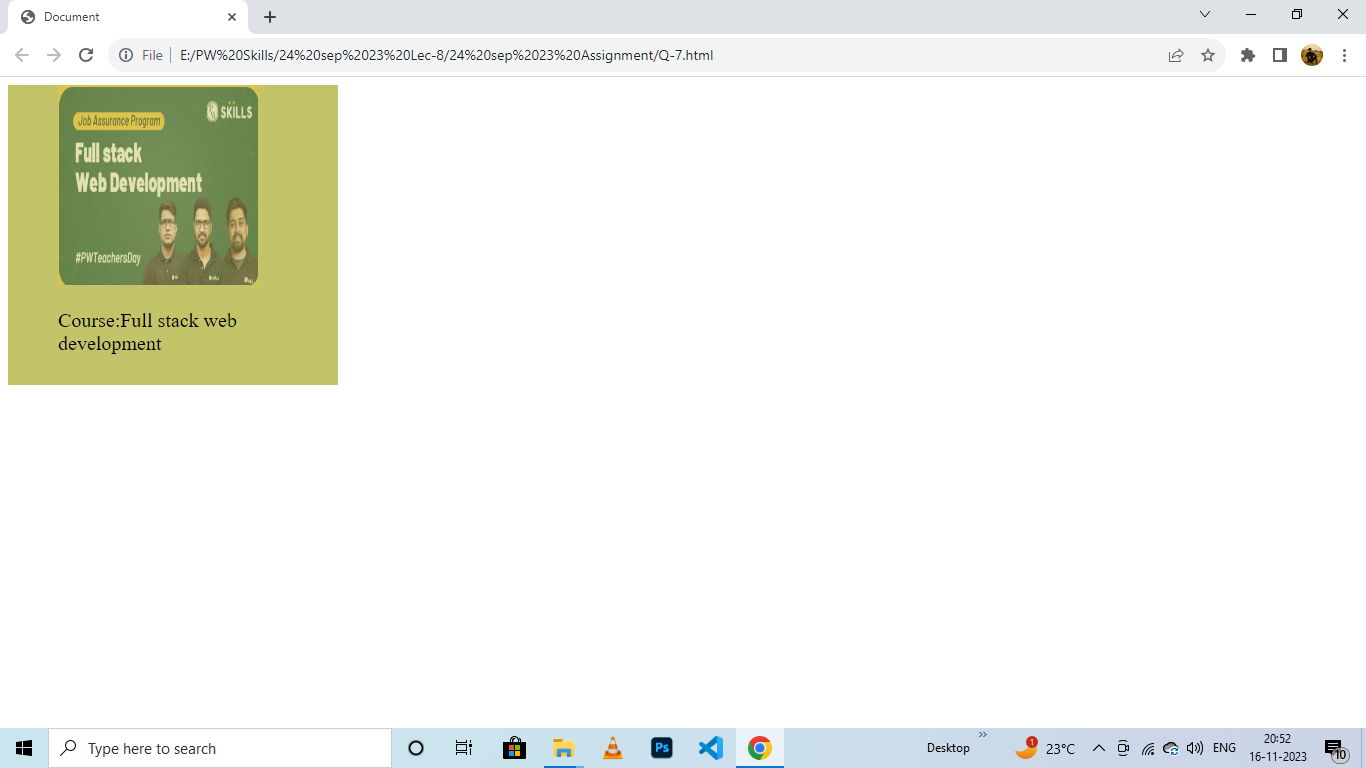 Document
File
E:/PW%20Skills/24%20sep%2023%20Lec-8/24%20sep%2023%20Assignment/Q-7.html
SKILLS
Job Assurance Program
Full stack
Web Development
#PWTeachersDay
Course:Full stack web
development
Type here to search
Ps
Desktop
1
23°C
ENG
20:52
16-11-2023
10